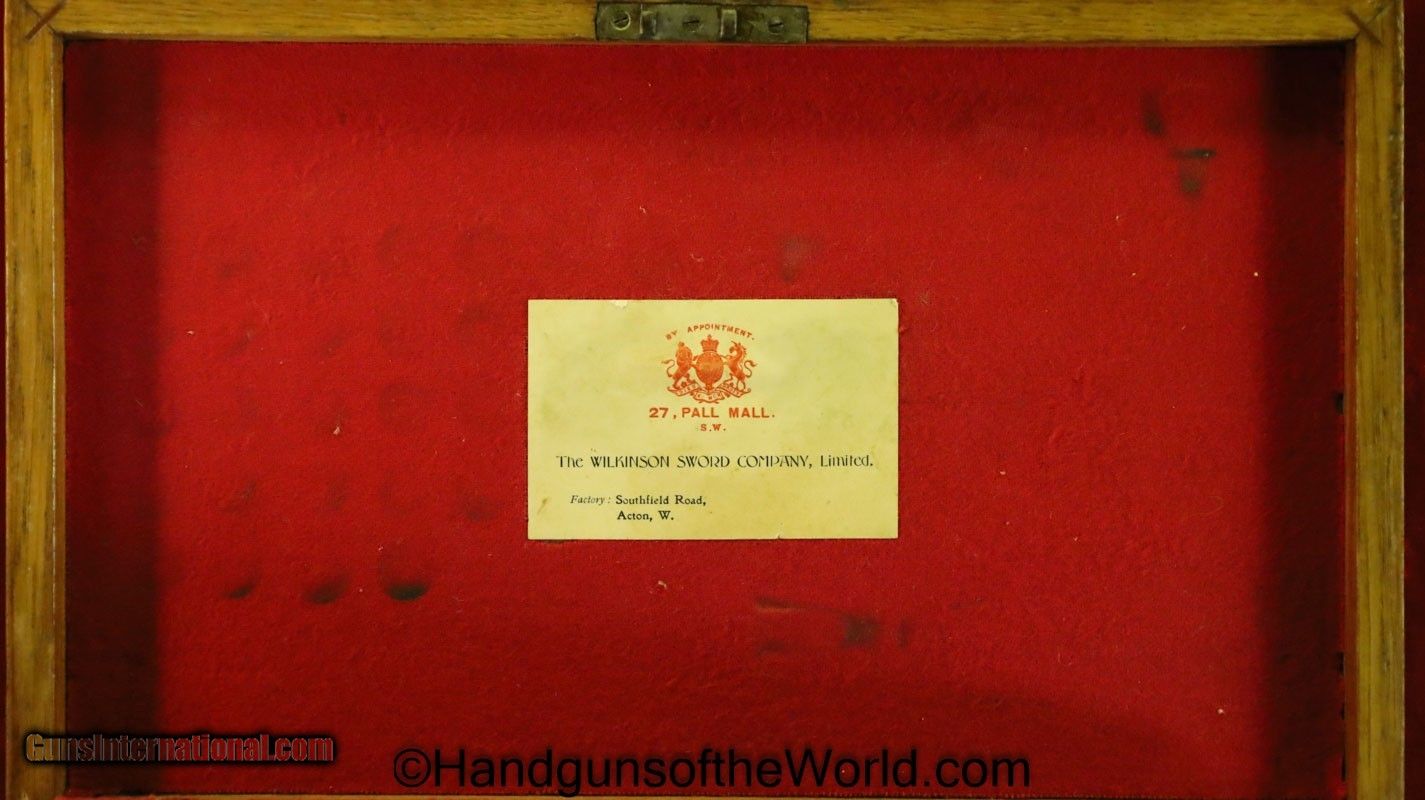 BY APPOINTMENT.
27, PALL MALL.
S.W.
The WILKINSON SWORD COMPANY, Limited.
Factory: Southfield Road,
Acton, W.
GunsInternational.com
©HandgunsoftheWorld.com